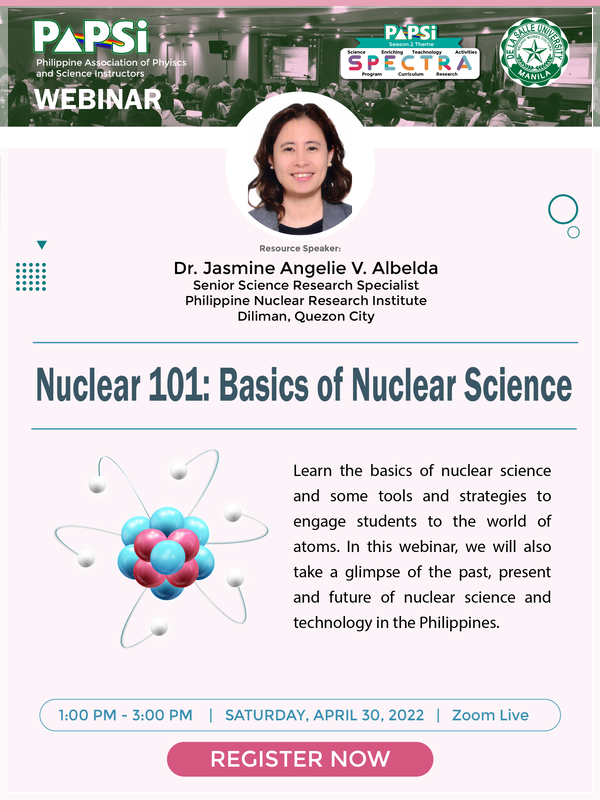 PAPSi
Philippine Association of Phyiscs
and Science Instructors
WEBINAR
PAPSi
Season 2 Theme
Science Enriching Technology Activities
SPECTRA
Program Curriculum Research
DE LA SALLE UNIVERSITY
MANILA
Resource Speaker:
Dr. Jasmine Angelie V. Albelda
Senior Science Research Specialist
Philippine Nuclear Research Institute
Diliman, Quezon City
Nuclear 101: Basics of Nuclear Science
Learn the basics of nuclear science
and some tools and strategies to
engage students to the world of
atoms. In this webinar, we will also
take a glimpse of the past, present
and future of nuclear science and
technology in the Philippines.
1:00 PM - 3:00 PM | SATURDAY, APRIL 30, 2022 | Zoom Live
REGISTER NOW